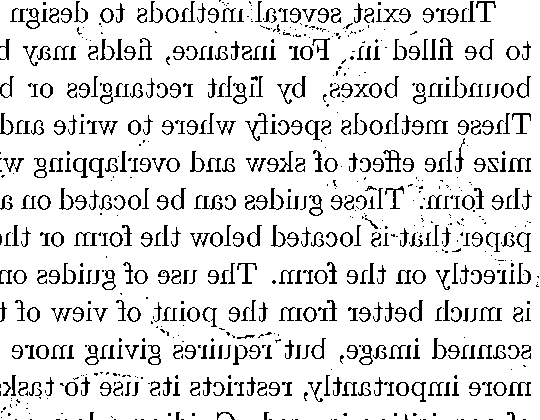 There exist several methods to design
to be filled in. For instance, fields may b
bounding boxes, by light rectangles or b
These methods specify where to write and
mize the effect of skew and overlapping wi
the form. These guides can be located on a
paper that is located below the form or the
directly on the form. The use of guides on
is much better from the point of view of t
scanned image, but requires giving more
more importantly, restricts its use to tasks